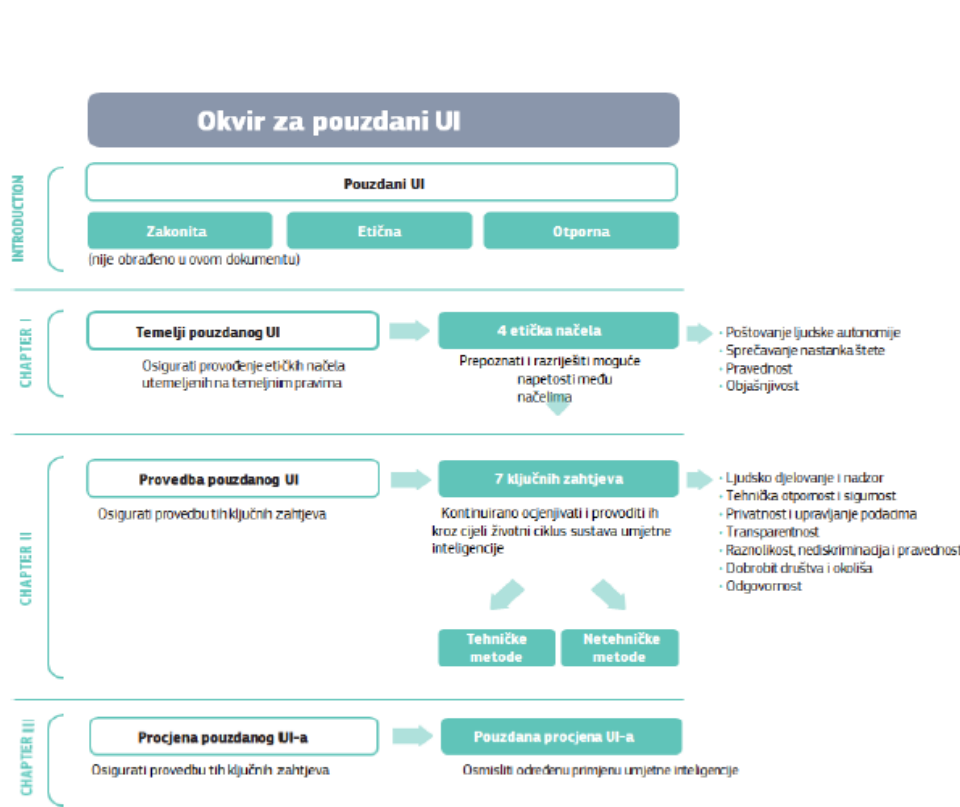 Okvir za pouzdani UI
INTRODUCTION
Pouzdani UI
Zakonita
Etična
Otporna
(nije obrađeno u ovom dokumentu)
CHAPTER I
Temelji pouzdanog UI
Osigurati provođenje etičkih načela
utemeljenih na temeljnim pravima
4 etička načela
Prepoznati i razriješiti moguće
napetosti među
načelima
· Poštovanje ljudske autonomije
· Sprečavanje nastanka štete
· Pravednost
· Objašnjivost
CHAPTER II
Provedba pouzdanog UI
Osigurati provedbu tih ključnih zahtjeva
7 ključnih zahtjeva
Kontinuirano ocjenjivati i provoditi ih
kroz cijeli životni ciklus sustava umjetne
inteligencije
· Ljudsko djelovanje i nadzor
· Tehnička otpornost i sigurnost
· Privatnost i upravljanje podacima
· Transparentnost
· Raznolikost, nediskriminacija i pravednost
· Dobrobit društva i okoliša
· Odgovornost
Tehničke
metode
Netehničke
metode
CHAPTER III
Procjena pouzdanog UI-a
Osigurati provedbu tih ključnih zahtjeva
Pouzdana procjena UI-a
Osmisliti određenu primjenu umjetne inteligencije